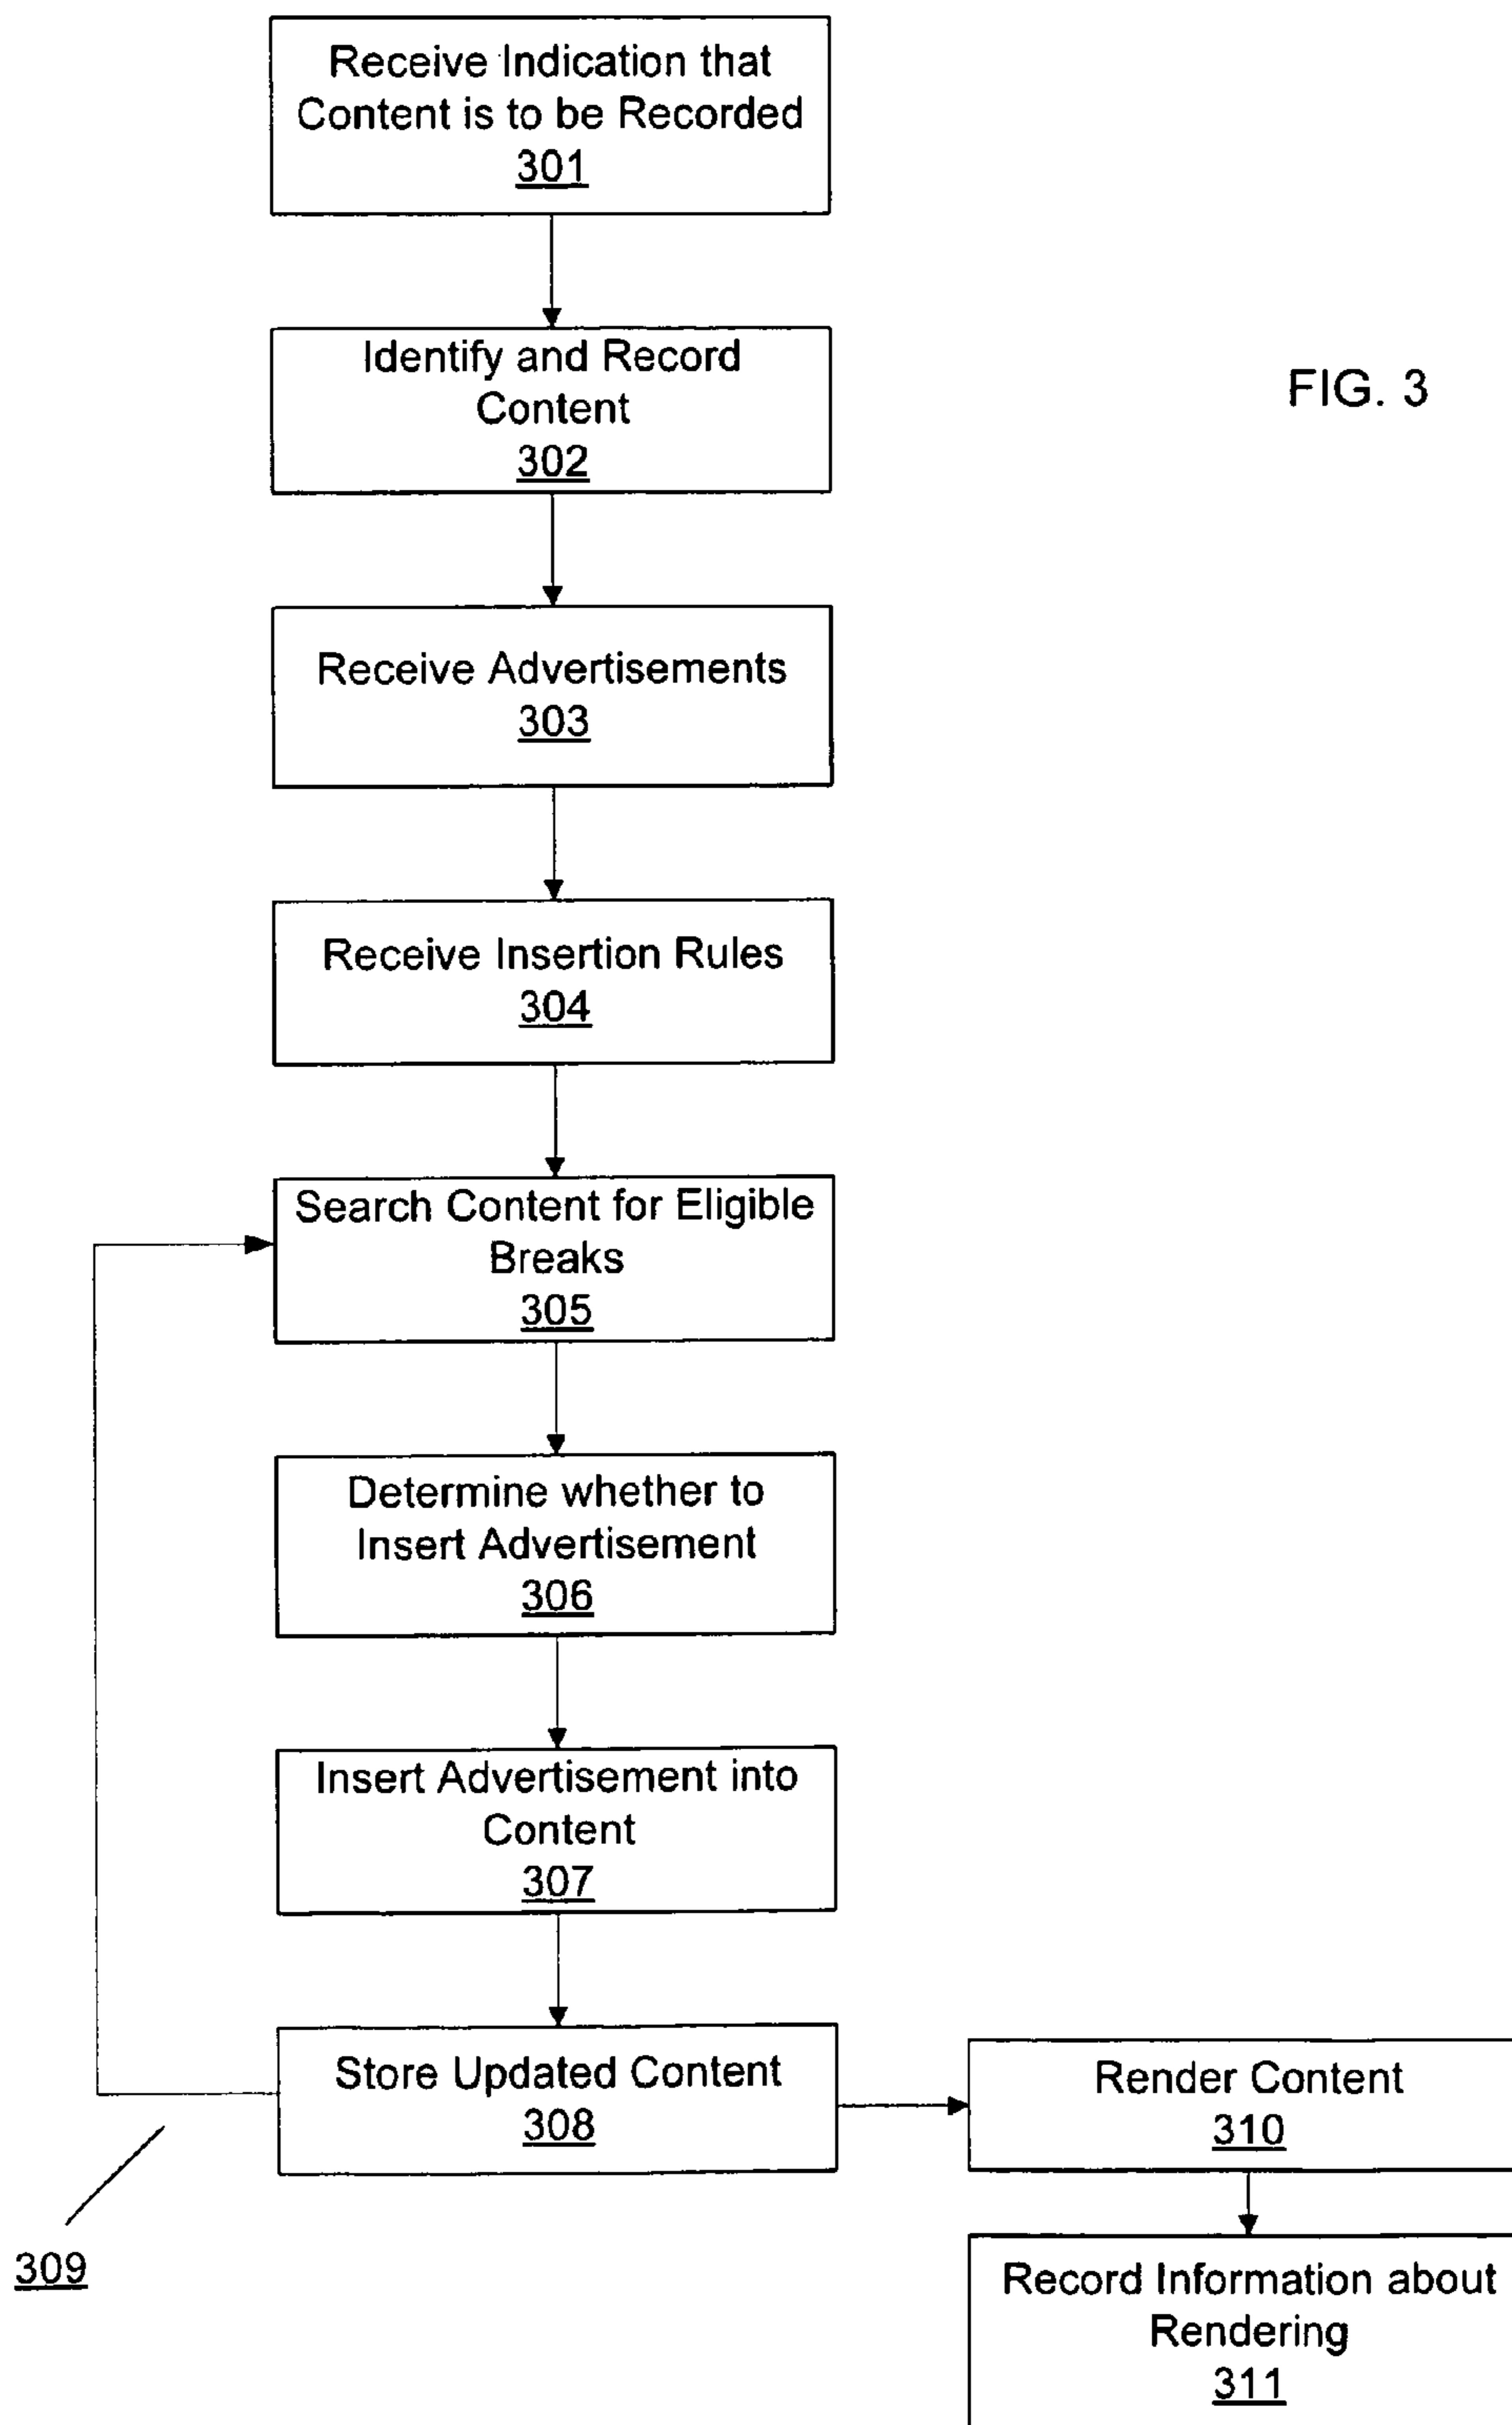 Receive Indication that
Content is to be Recorded
301
Identify and Record
Content
302
FIG. 3
Receive Advertisements
303
Receive Insertion Rules
304
Search Content for Eligible
Breaks
305
Determine whether to
Insert Advertisement
306
Insert Advertisement into
Content
307
Store Updated Content
308
Render Content
310
309
Record Information about
Rendering
311